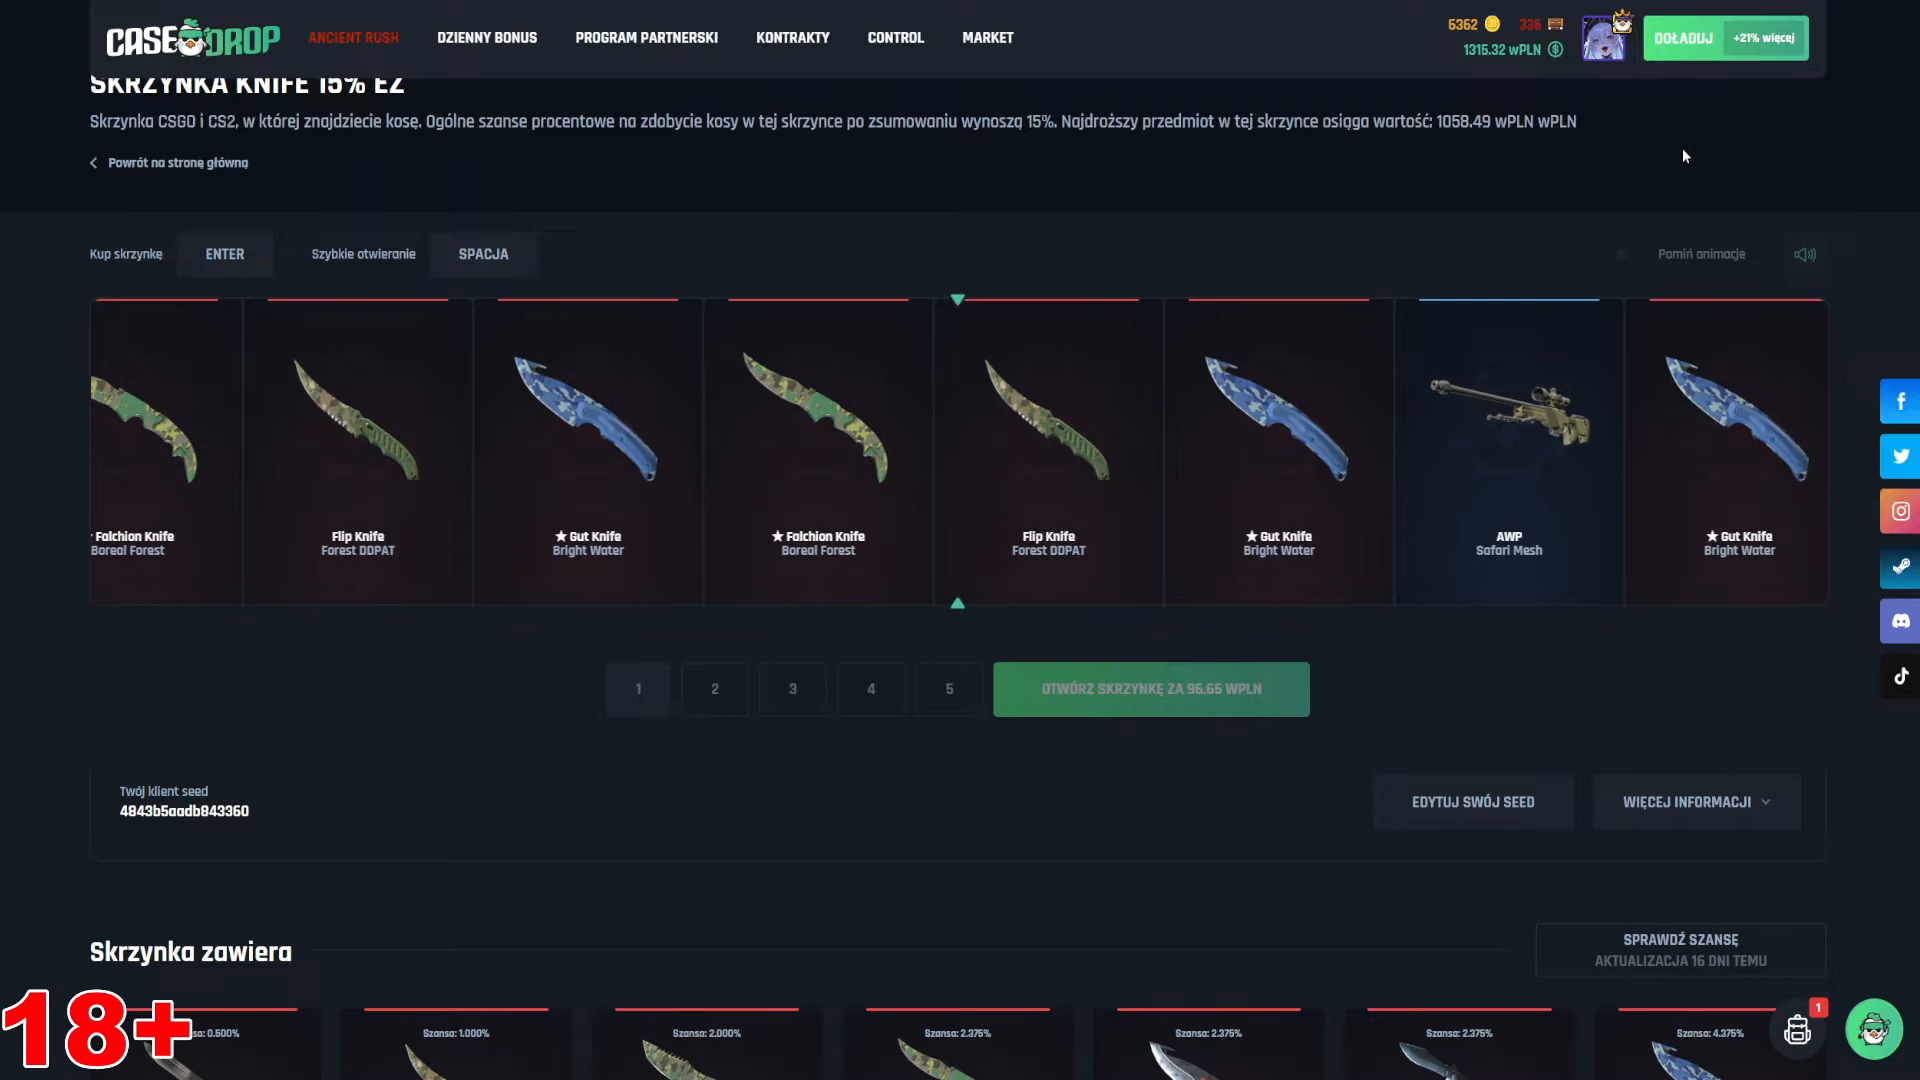 CASEDROP
ANCIENT RUSH
DZIENNY BONUS
PROGRAM PARTNERSKI
KONTRAKTY
CONTROL
MARKET
6362
336
1315.32 wPLN
DOŁADUJ
+21% więcej
SKRZYNKA KNIFE 15% EZ
Skrzynka CSGO i CS2, w której znajdziecie kosę. Ogólne szanse procentowe na zdobycie kosy w tej skrzynce po zsumowaniu wynoszą 15%. Najdroższy przedmiot w tej skrzynce osiąga wartość: 1058.49 wPLN wPLN
Powrót na stronę główną
Kup skrzynkę
ENTER
Szybkie otwieranie
SPACJA
Pomiń animacje
Falchion Knife
Boreal Forest
Flip Knife
Forest DDPAT
★ Gut Knife
Bright Water
★ Falchion Knife
Boreal Forest
Flip Knife
Forest DDPAT
★ Gut Knife
Bright Water
AWP
Safari Mesh
★ Gut Knife
Bright Water
1
2
3
4
5
OTWÓRZ SKRZYNKĘ ZA 96.65 WPLN
Twój klient seed
4843b5aadb843360
EDYTUJ SWÓJ SEED
WIĘCEJ INFORMACJI
Skrzynka zawiera
SPRAWDŹ SZANSĘ
AKTUALIZACJA 16 DNI TEMU
18+
sa: 0.500%
Szansa: 1.000%
Szansa: 2.000%
Szansa: 2.375%
Szansa: 2.375%
Szansa: 2.375%
Szansa: 4.375%
1